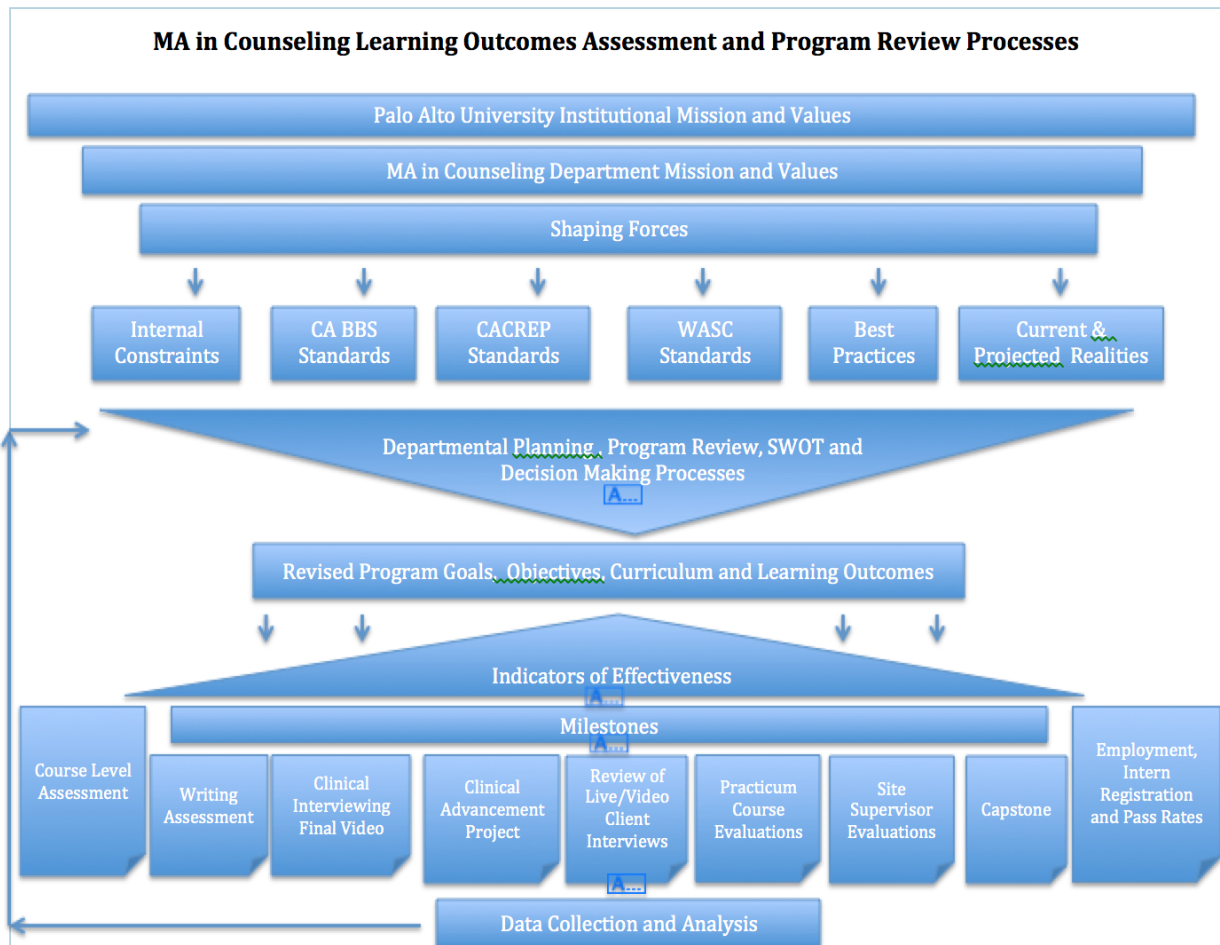 MA in Counseling Learning Outcomes Assessment and Program Review Processes
Palo Alto University Institutional Mission and Values
MA in Counseling Department Mission and Values
Shaping Forces
Internal
Constraints
CA BBS
Standards
CACREP
Standards
WASC
Standards
Best
Practices
Current &
Projected Realities
Departmental Planning , Program Review, SWOT and
Decision Making Processes
A...
Revised Program Goals, Objectives, Curriculum and Learning Outcomes
Indicators of Effectiveness
A...
Milestones
A...
Course Level
Assessment
Writing
Assessment
Clinical
Interviewing
Final Video
Clinical
Advancement
Project
Review of
Live/Video
Client
Interviews
Practicum
Course
Evaluations
Site
Supervisor
Evaluations
Capstone
Employment,
Intern
Registration
and Pass Rates
A...
Data Collection and Analysis